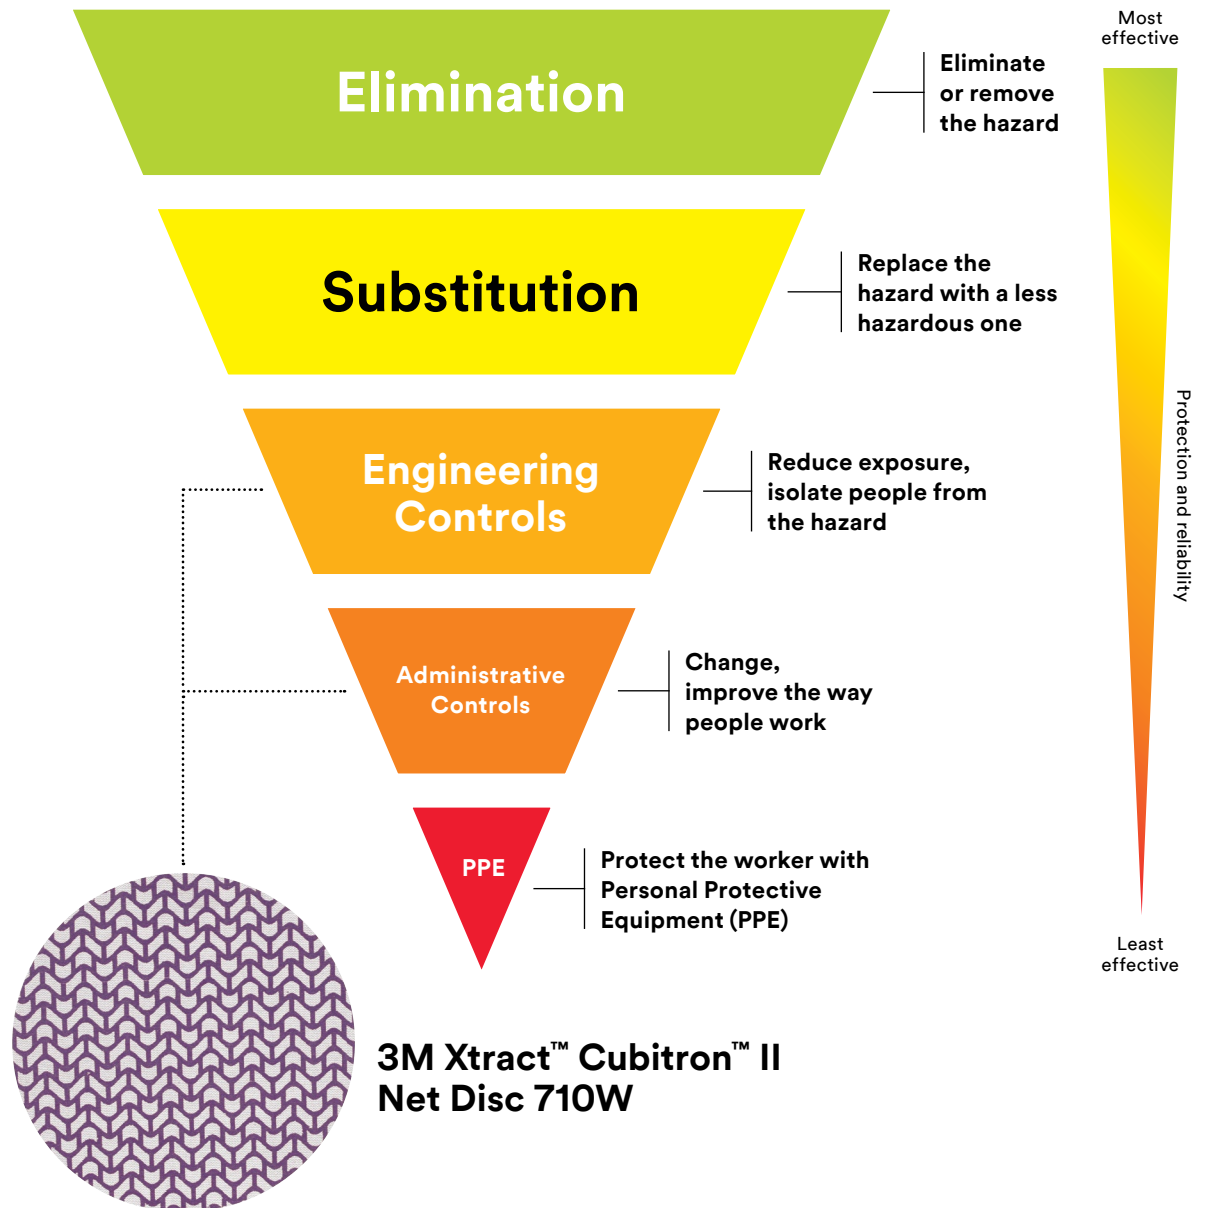 Most
effective
Elimination
Eliminate
or remove
the hazard
Substitution
Replace the
hazard with a less
hazardous one
Protection and reliability
Engineering
Controls
Reduce exposure,
isolate people from
the hazard
Administrative
Controls
Change,
improve the way
people work
PPE
Protect the worker with
Personal Protective
Equipment (PPE)
Least
effective
3M Xtract™ Cubitron™ II
Net Disc 710W